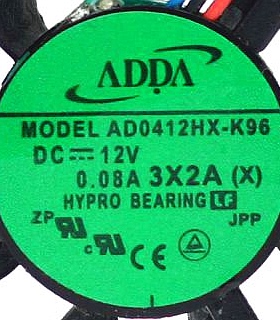 ADDA
MODEL AD0412HX-K96
DC ⎓ 12V
0.08A 3X2A (X)
HYPRO BEARING LF
ZP JPP
c CE